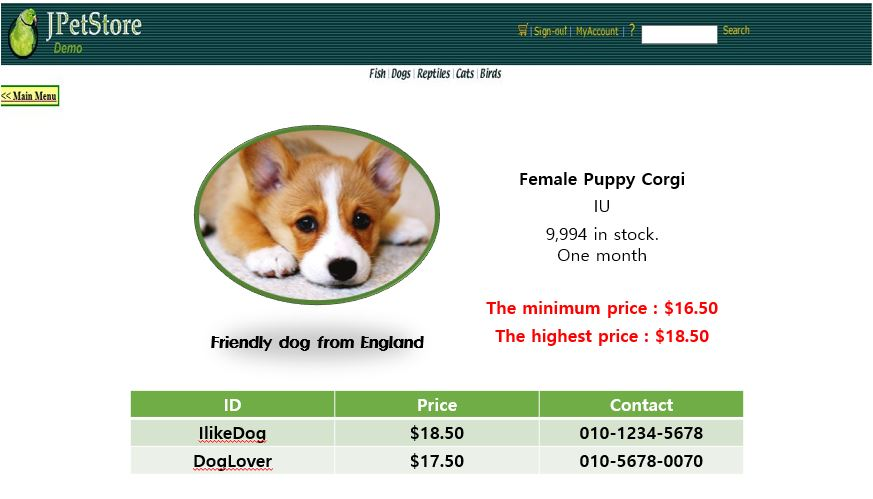 JPetStore
Demo
Sign-out | MyAccount | ? Search
Fish | Dogs | Reptiles | Cats | Birds
<< Main Menu
Female Puppy Corgi
IU
9,994 in stock.
One month
The minimum price : $16.50
The highest price : $18.50
Friendly dog from England
ID Price Contact
IlikeDog $18.50 010-1234-5678
DogLover $17.50 010-5678-0070